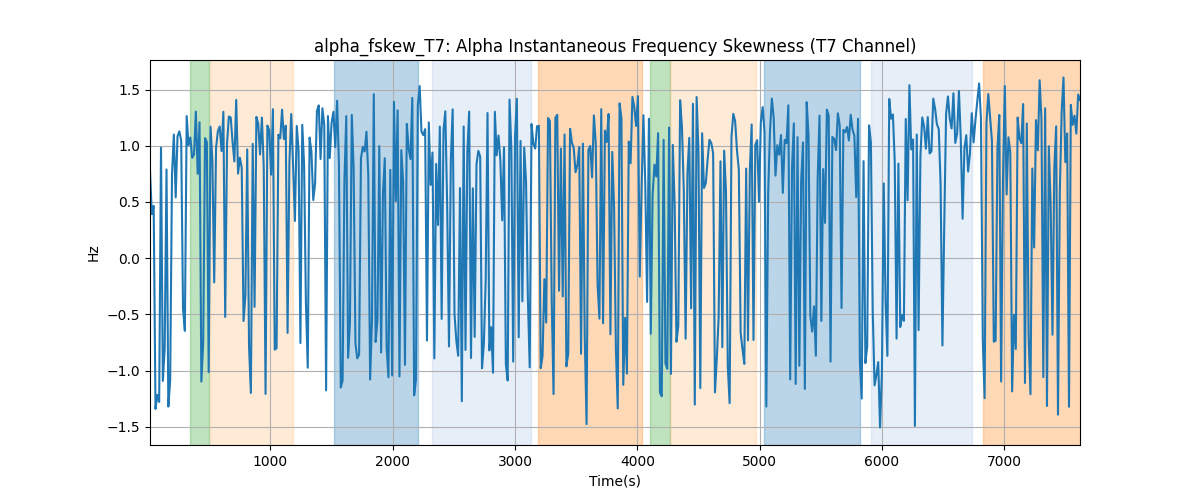 alpha_fskew_T7: Alpha Instantaneous Frequency Skewness (T7 Channel)
1.5
1.0
0.5
0.0
−0.5
−1.0
−1.5
Hz
1000 2000 3000 4000 5000 6000 7000
Time(s)